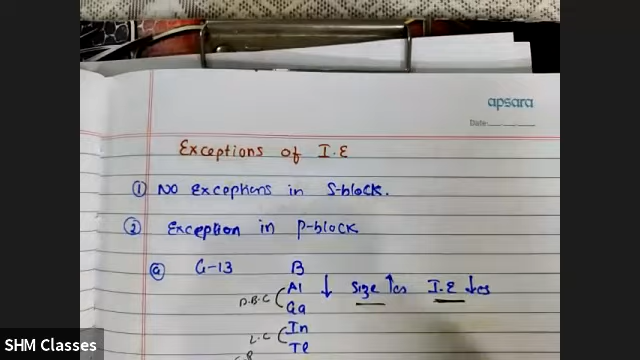 apsara
Date:
Exceptions of I.E
① No Exceptions in S-block.
② Exception in P-block
ⓐ G-13 B
Al ↓ Size ↑es I.E ↓es
D.B.C
Ga
L.C In
Tl
SHM Classes